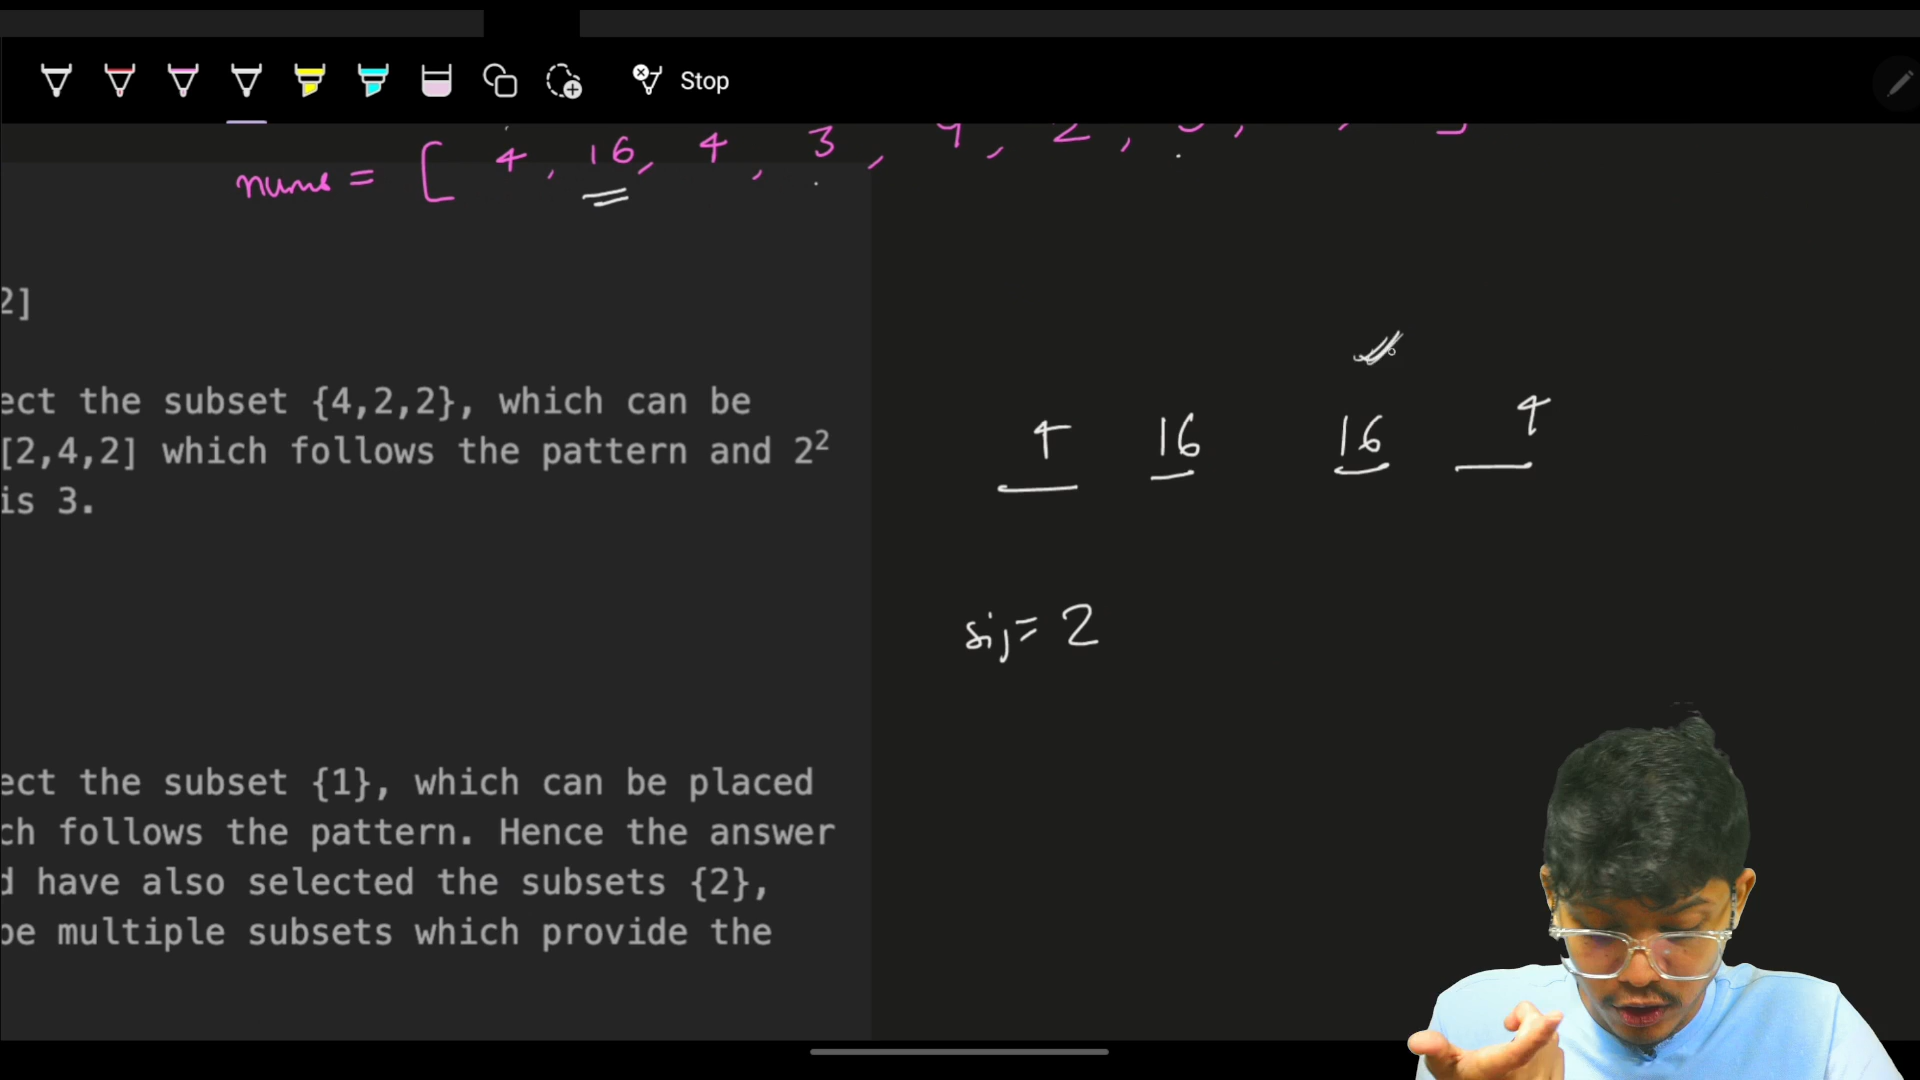 Stop
nums = [ 4, 16, 4, 3, 9, 2,
2]
ect the subset {4,2,2}, which can be
[2,4,2] which follows the pattern and 2²
is 3.
4 16 16 4
= 2
ect the subset {1}, which can be placed
ch follows the pattern. Hence the answer
d have also selected the subsets {2},
be multiple subsets which provide the